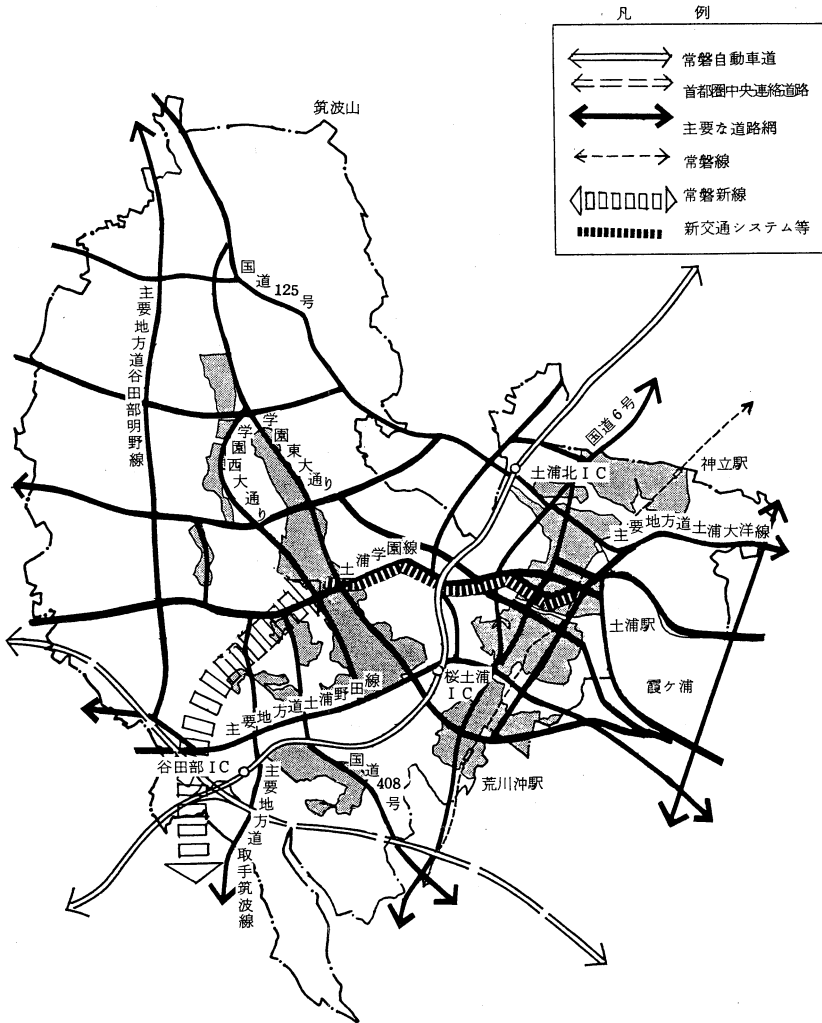 凡 例
常磐自動車道
首都圏中央連絡道路
主要な道路網
常磐線
常磐新線
新交通システム等
筑波山
国道125号
主要地方道谷田部明野線
国道6号
神立駅
学園東大通り
学園西大通り
土浦北IC
主要地方道土浦大洋線
土浦学園線
土浦駅
桜土浦IC
霞ケ浦
主要地方道土浦野田線
谷田部IC
国道408号
荒川沖駅
主要地方道取手筑波線